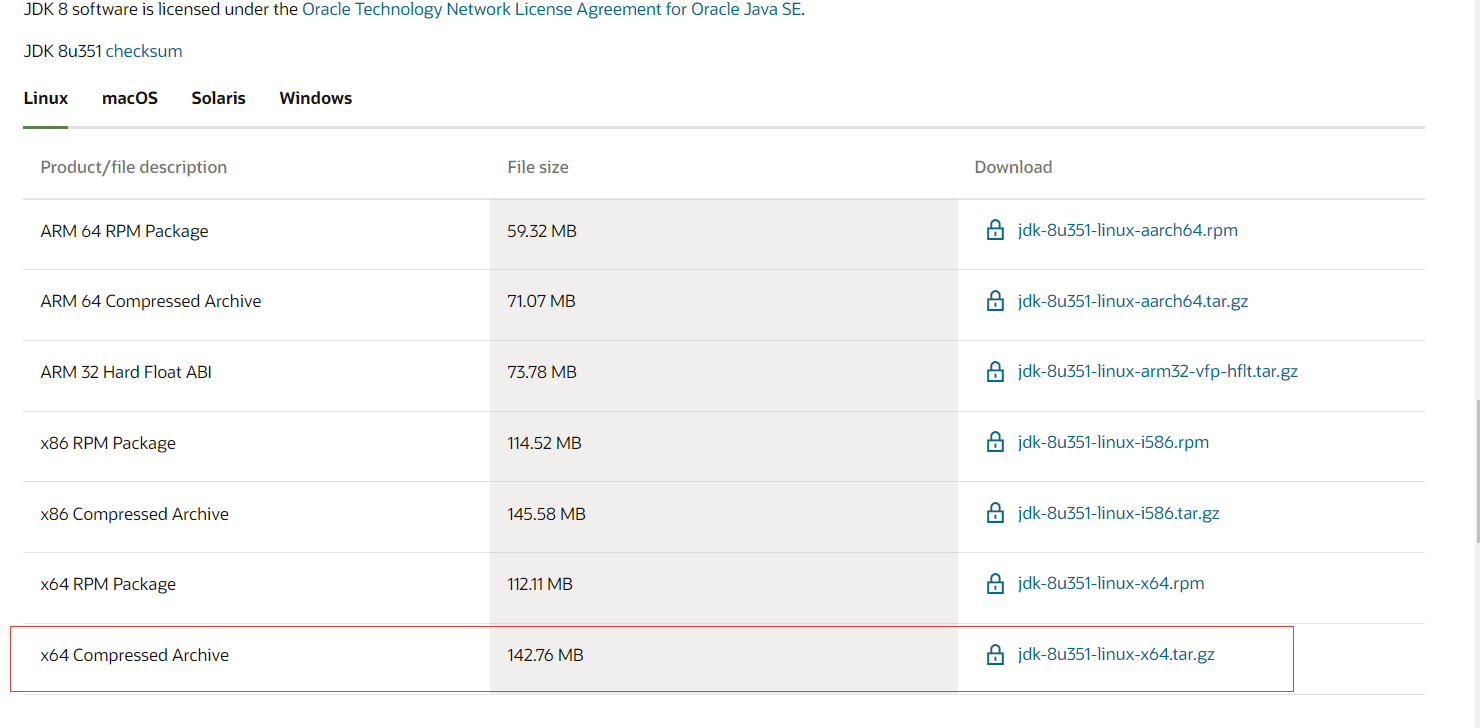 JDK 8 software is licensed under the Oracle Technology Network License Agreement for Oracle Java SE.
JDK 8u351 checksum
Linux macOS Solaris Windows
Product/file description File size Download
ARM 64 RPM Package 59.32 MB jdk-8u351-linux-aarch64.rpm
ARM 64 Compressed Archive 71.07 MB jdk-8u351-linux-aarch64.tar.gz
ARM 32 Hard Float ABI 73.78 MB jdk-8u351-linux-arm32-vfp-hflt.tar.gz
x86 RPM Package 114.52 MB jdk-8u351-linux-i586.rpm
x86 Compressed Archive 145.58 MB jdk-8u351-linux-i586.tar.gz
x64 RPM Package 112.11 MB jdk-8u351-linux-x64.rpm
x64 Compressed Archive 142.76 MB jdk-8u351-linux-x64.tar.gz